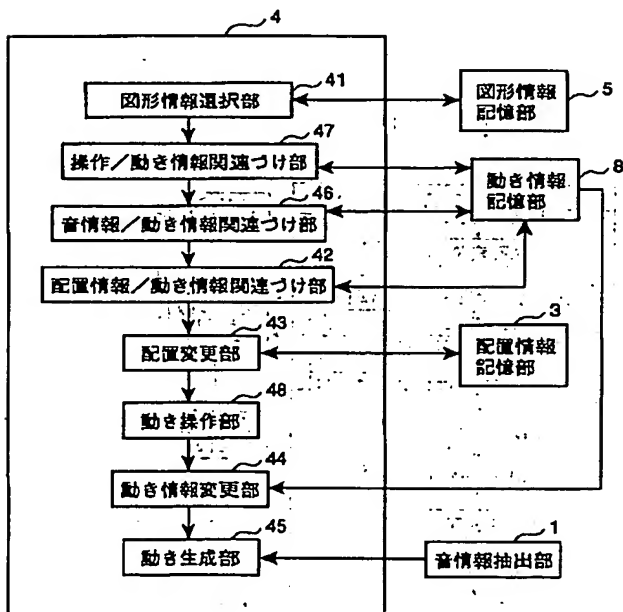 4
41
図形情報選択部
図形情報
記憶部
5
47
操作／動き情報関連づけ部
動き情報
記憶部
8
46
音情報／動き情報関連づけ部
42
配置情報／動き情報関連づけ部
43
配置変更部
3
配置情報
記憶部
48
動き操作部
44
動き情報変更部
45
動き生成部
1
音情報抽出部